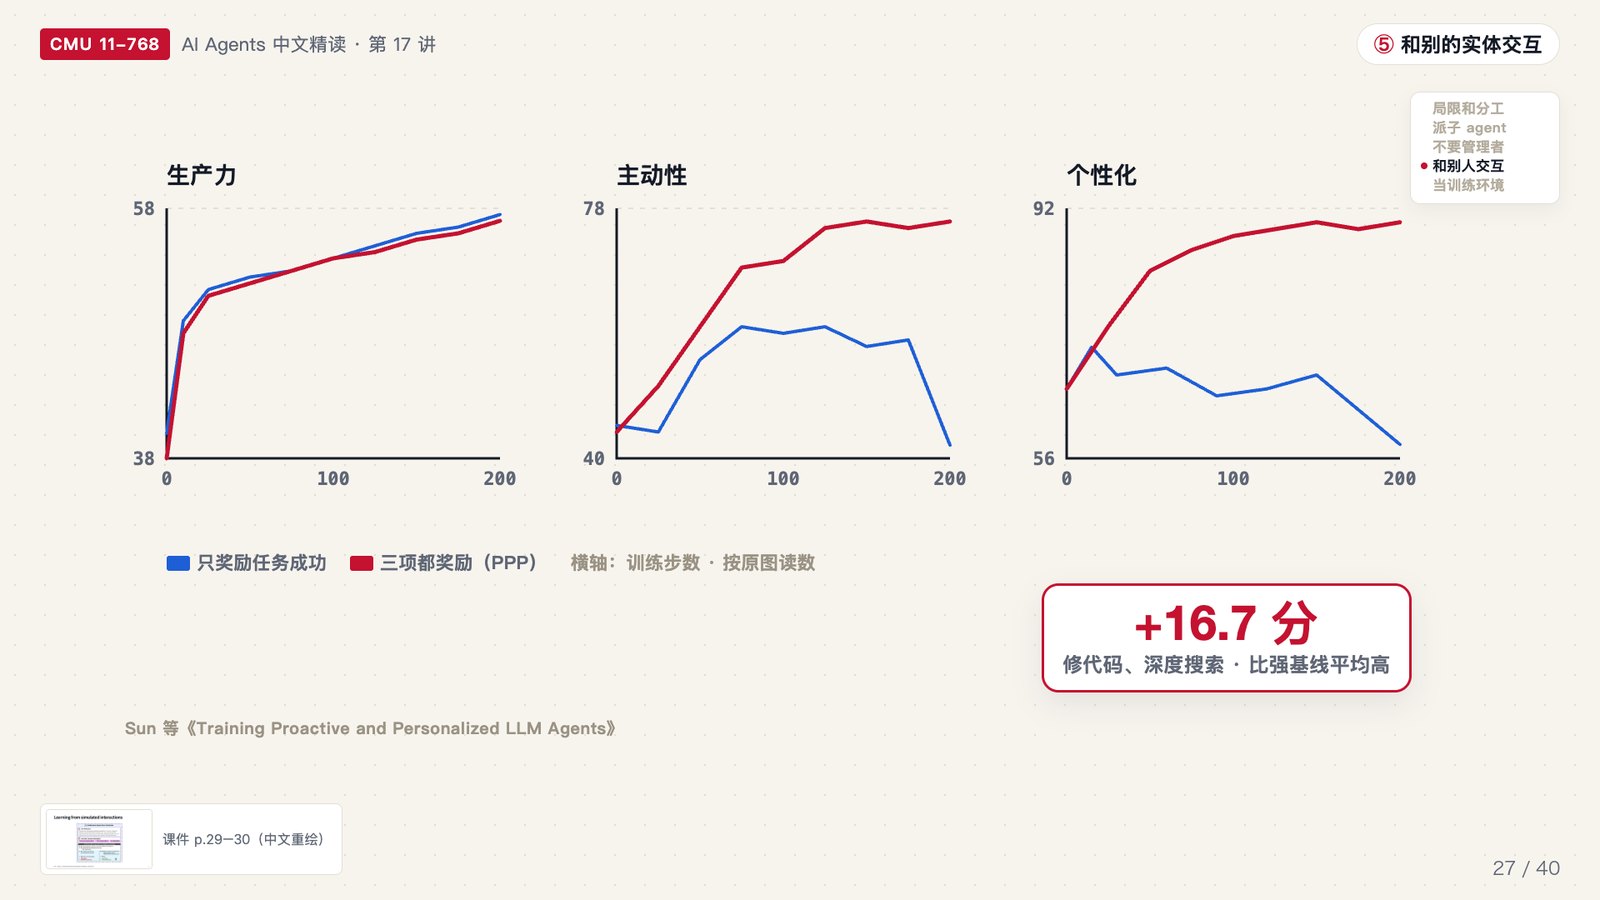 CMU 11-768 AI Agents 中文精读 · 第 17 讲
⑤ 和别的实体交互
局限和分工
派子 agent
不要管理者
和别人交互
当训练环境
生产力
58
38
0 100 200
主动性
78
40
0 100 200
个性化
92
56
0 100 200
只奖励任务成功 三项都奖励（PPP） 横轴：训练步数 · 按原图读数
+16.7 分
修代码、深度搜索 · 比强基线平均高
Sun 等《Training Proactive and Personalized LLM Agents》
Learning from simulated interactions
课件 p.29–30（中文重绘）
27 / 40